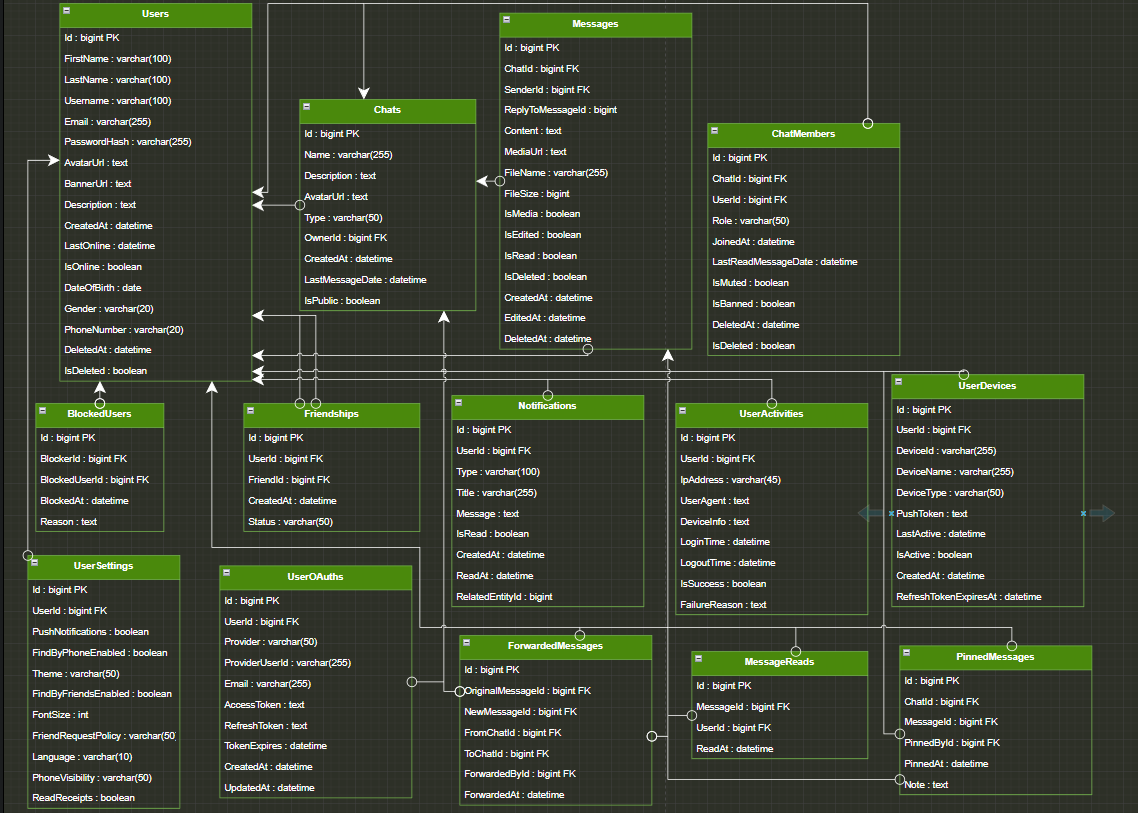 Users
Id : bigint PK
FirstName : varchar(100)
LastName : varchar(100)
Username : varchar(100)
Email : varchar(255)
PasswordHash : varchar(255)
AvatarUrl : text
BannerUrl : text
Description : text
CreatedAt : datetime
LastOnline : datetime
IsOnline : boolean
DateOfBirth : date
Gender : varchar(20)
PhoneNumber : varchar(20)
DeletedAt : datetime
IsDeleted : boolean
Chats
Id : bigint PK
Name : varchar(255)
Description : text
AvatarUrl : text
Type : varchar(50)
OwnerId : bigint FK
CreatedAt : datetime
LastMessageDate : datetime
IsPublic : boolean
Messages
Id : bigint PK
ChatId : bigint FK
SenderId : bigint FK
ReplyToMessageId : bigint
Content : text
MediaUrl : text
FileName : varchar(255)
FileSize : bigint
IsMedia : boolean
IsEdited : boolean
IsRead : boolean
IsDeleted : boolean
CreatedAt : datetime
EditedAt : datetime
DeletedAt : datetime
ChatMembers
Id : bigint PK
ChatId : bigint FK
UserId : bigint FK
Role : varchar(50)
JoinedAt : datetime
LastReadMessageDate : datetime
IsMuted : boolean
IsBanned : boolean
DeletedAt : datetime
IsDeleted : boolean
BlockedUsers
Id : bigint PK
BlockerId : bigint FK
BlockedUserId : bigint FK
BlockedAt : datetime
Reason : text
Friendships
Id : bigint PK
UserId : bigint FK
FriendId : bigint FK
CreatedAt : datetime
Status : varchar(50)
Notifications
Id : bigint PK
UserId : bigint FK
Type : varchar(100)
Title : varchar(255)
Message : text
IsRead : boolean
CreatedAt : datetime
ReadAt : datetime
RelatedEntityId : bigint
UserActivities
Id : bigint PK
UserId : bigint FK
IpAddress : varchar(45)
UserAgent : text
DeviceInfo : text
LoginTime : datetime
LogoutTime : datetime
IsSuccess : boolean
FailureReason : text
UserDevices
Id : bigint PK
UserId : bigint FK
DeviceId : varchar(255)
DeviceName : varchar(255)
DeviceType : varchar(50)
PushToken : text
LastActive : datetime
IsActive : boolean
CreatedAt : datetime
RefreshTokenExpiresAt : datetime
UserSettings
Id : bigint PK
UserId : bigint FK
PushNotifications : boolean
FindByPhoneEnabled : boolean
Theme : varchar(50)
FindByFriendsEnabled : boolean
FontSize : int
FriendRequestPolicy : varchar(50)
Language : varchar(10)
PhoneVisibility : varchar(50)
ReadReceipts : boolean
UserOAuths
Id : bigint PK
UserId : bigint FK
Provider : varchar(50)
ProviderUserId : varchar(255)
Email : varchar(255)
AccessToken : text
RefreshToken : text
TokenExpires : datetime
CreatedAt : datetime
UpdatedAt : datetime
ForwardedMessages
Id : bigint PK
OriginalMessageId : bigint FK
NewMessageId : bigint FK
FromChatId : bigint FK
ToChatId : bigint FK
ForwardedById : bigint FK
ForwardedAt : datetime
MessageReads
Id : bigint PK
MessageId : bigint FK
UserId : bigint FK
ReadAt : datetime
PinnedMessages
Id : bigint PK
ChatId : bigint FK
MessageId : bigint FK
PinnedById : bigint FK
PinnedAt : datetime
Note : text